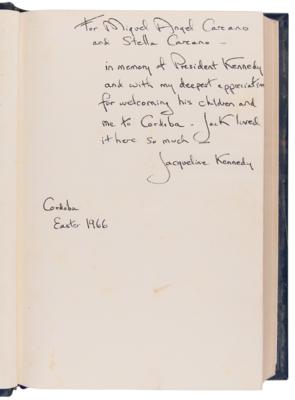 For Miguel Angel Carcano
and Stella Carcano —
in memory of President Kennedy
and with my deepest appreciation
for welcoming his children and
me to Cordoba - Jack loved
it here so much —
Jacqueline Kennedy
Cordoba
Easter 1966